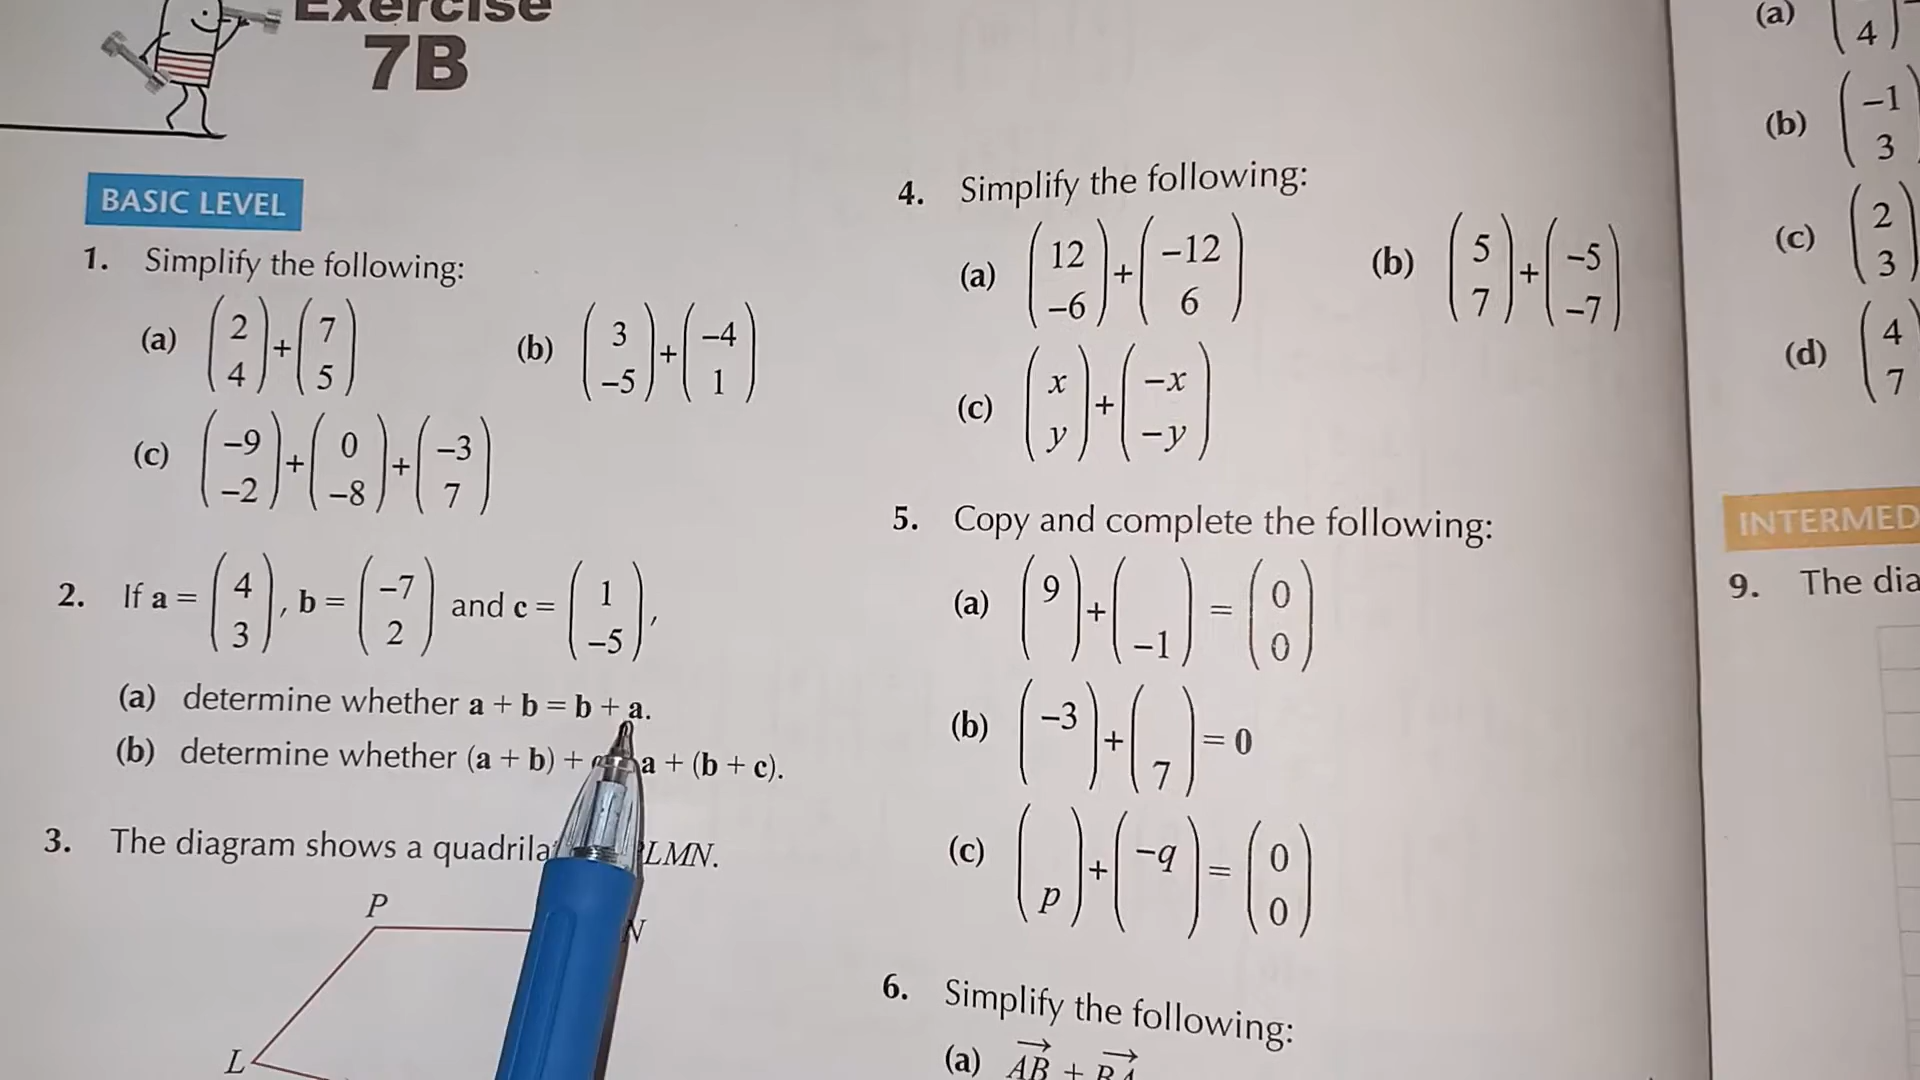 Exercise
7B
BASIC LEVEL
1. Simplify the following:
(a) (2 4) + (7 5) (b) (3 -5) + (-4 1)
(c) (-9 -2) + (0 -8) + (-3 7)
2. If a = (4 3), b = (-7 2) and c = (1 -5),
(a) determine whether a + b = b + a.
(b) determine whether (a + b) + a + (b + c).
3. The diagram shows a LMN.
P
N
L
4. Simplify the following:
(a) (12 -6) + (-12 6) (b) (5 7) + (-5 -7)
(c) (x y) + (-x -y)
5. Copy and complete the following:
(a) (9 ) + ( -1) = (0 0)
(b) (-3 ) + ( 7) = 0
(c) ( p) + (-q ) = (0 0)
6. Simplify the following:
(a) AB + BA
(a) ( 4)
(b) (-1 3)
(c) (2 3)
(d) (4 7)
9. The